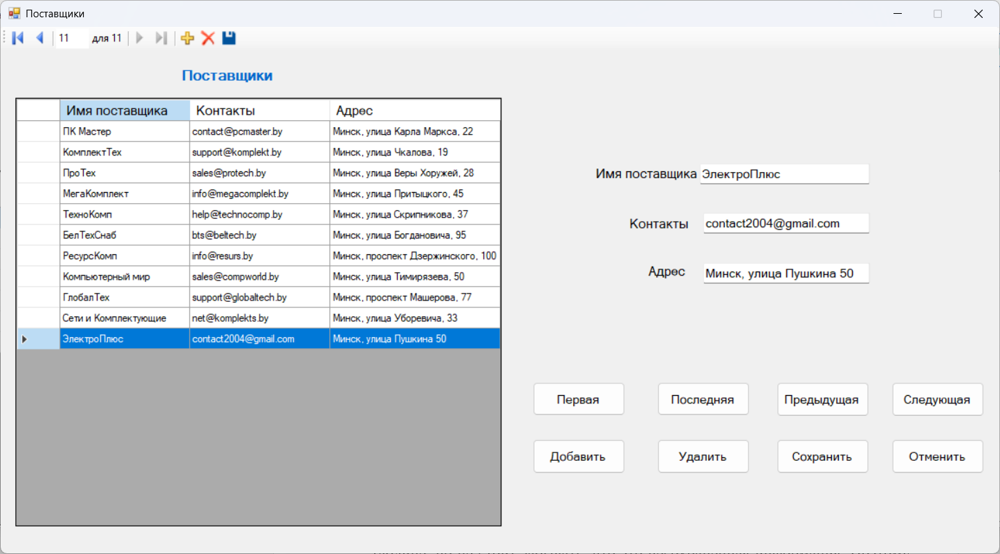 Поставщики
11 для 11
Поставщики
Имя поставщика Контакты Адрес
ПК Мастер contact@pcmaster.by Минск, улица Карла Маркса, 22
КомплектТех support@komplekt.by Минск, улица Чкалова, 19
ПроТех sales@protech.by Минск, улица Веры Хоружей, 28
МегаКомплект info@megacomplekt.by Минск, улица Притыцкого, 45
ТехноКомп help@technocomp.by Минск, улица Скрипникова, 37
БелТехСнаб bts@beltech.by Минск, улица Богдановича, 95
РесурсКомп info@resurs.by Минск, проспект Дзержинского, 100
Компьютерный мир sales@compworld.by Минск, улица Тимирязева, 50
ГлобалТех support@globaltech.by Минск, проспект Машерова, 77
Сети и Комплектующие net@komplekts.by Минск, улица Уборевича, 33
ЭлектроПлюс contact2004@gmail.com Минск, улица Пушкина 50
Имя поставщика ЭлектроПлюс
Контакты contact2004@gmail.com
Адрес Минск, улица Пушкина 50
Первая Последняя Предыдущая Следующая
Добавить Удалить Сохранить Отменить